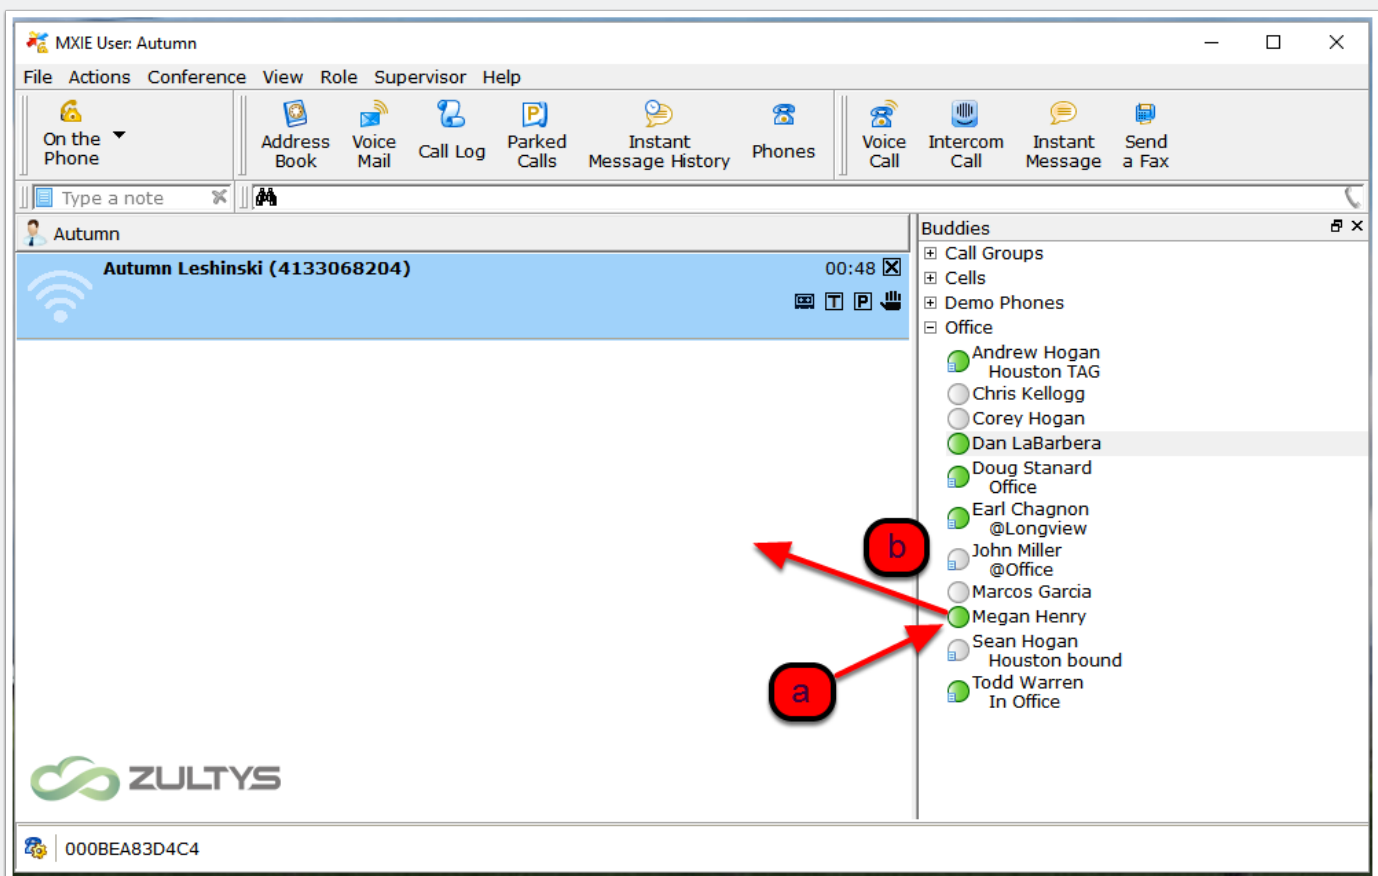 MXIE User: Autumn
File Actions Conference View Role Supervisor Help
On the Phone
Address Book
Voice Mail
Call Log
Parked Calls
Instant Message History
Phones
Voice Call
Intercom Call
Instant Message
Send a Fax
Type a note
Autumn
Autumn Leshinski (4133068204)
00:48
T P
Buddies
Call Groups
Cells
Demo Phones
Office
Andrew Hogan
Houston TAG
Chris Kellogg
Corey Hogan
Dan LaBarbera
Doug Stanard
Office
Earl Chagnon
@Longview
John Miller
@Office
Marcos Garcia
Megan Henry
Sean Hogan
Houston bound
Todd Warren
In Office
b
a
ZULTYS
000BEA83D4C4